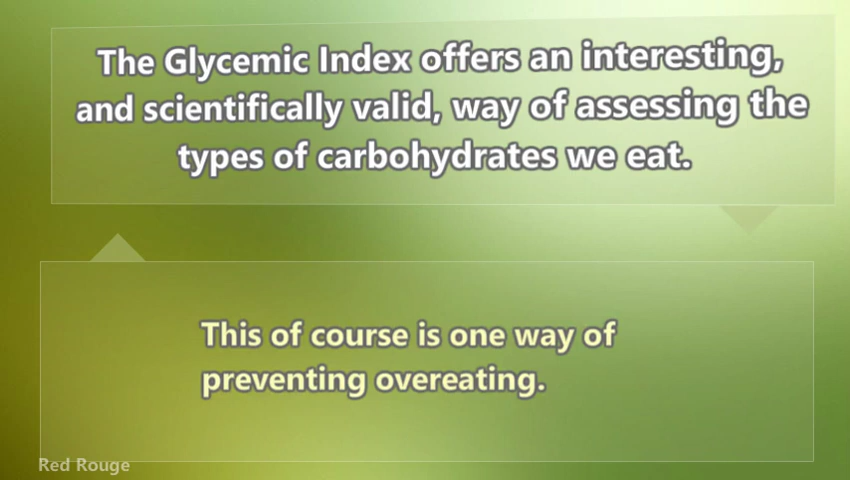 The Glycemic Index offers an interesting,
and scientifically valid, way of assessing the
types of carbohydrates we eat.
This of course is one way of
preventing overeating.
Red Rouge